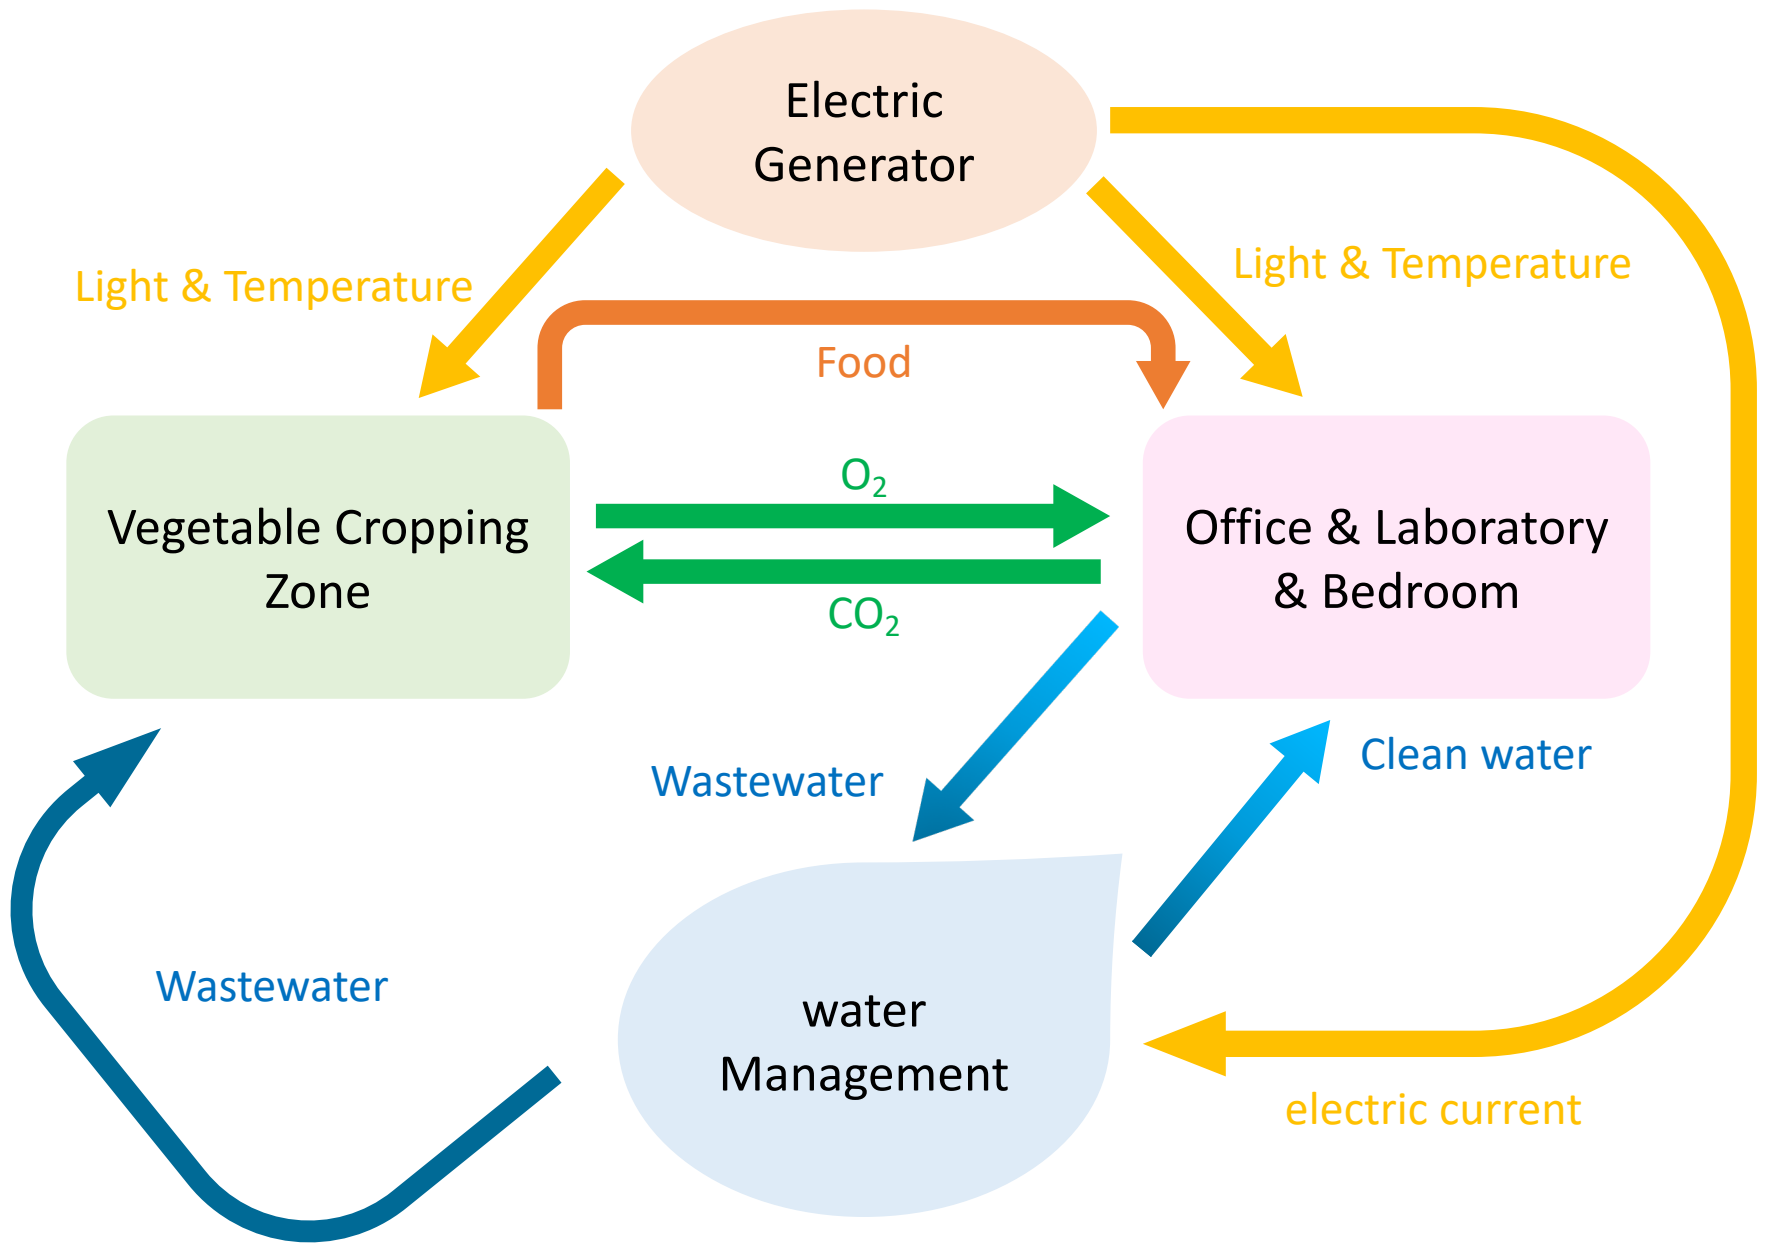 Electric
Generator
Light & Temperature
Light & Temperature
Food
O₂
Vegetable Cropping
Zone
Office & Laboratory
& Bedroom
CO₂
Wastewater
Clean water
Wastewater
water
Management
electric current